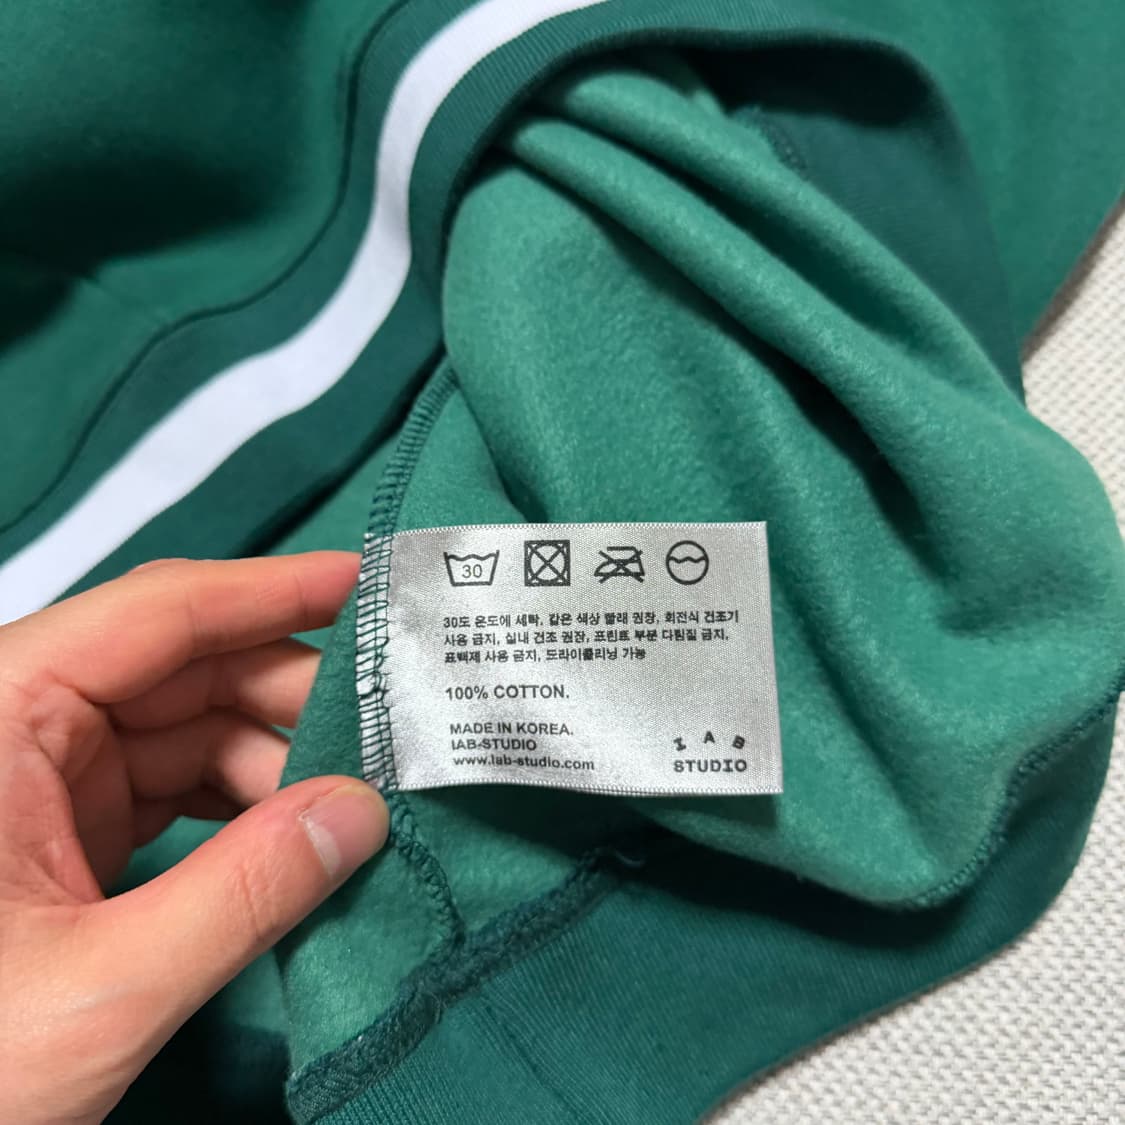 30
30도 온도에 세탁, 같은 색상 빨래 권장, 회전식 건조기
사용 금지, 실내 건조 권장, 프린트 부분 다림질 금지,
표백제 사용 금지, 드라이클리닝 가능
100% COTTON.
MADE IN KOREA.
IAB-STUDIO
www.iab-studio.com
IAB
STUDIO